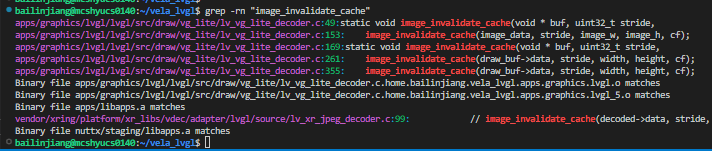 bailinjiang@mcshyucs0140:~/vela_lvgl$ grep -rn "image_invalidate_cache"
apps/graphics/lvgl/lvgl/src/draw/vg_lite/lv_vg_lite_decoder.c:49:static void image_invalidate_cache(void * buf, uint32_t stride,
apps/graphics/lvgl/lvgl/src/draw/vg_lite/lv_vg_lite_decoder.c:153:    image_invalidate_cache(image_data, stride, image_w, image_h, cf);
apps/graphics/lvgl/lvgl/src/draw/vg_lite/lv_vg_lite_decoder.c:169:static void image_invalidate_cache(void * buf, uint32_t stride,
apps/graphics/lvgl/lvgl/src/draw/vg_lite/lv_vg_lite_decoder.c:261:    image_invalidate_cache(draw_buf->data, stride, width, height, cf);
apps/graphics/lvgl/lvgl/src/draw/vg_lite/lv_vg_lite_decoder.c:355:    image_invalidate_cache(draw_buf->data, stride, width, height, cf);
Binary file apps/graphics/lvgl/lvgl/src/draw/vg_lite/lv_vg_lite_decoder.c.home.bailinjiang.vela_lvgl.apps.graphics.lvgl.o matches
Binary file apps/graphics/lvgl/lvgl/src/draw/vg_lite/lv_vg_lite_decoder.c.home.bailinjiang.vela_lvgl.apps.graphics.lvgl_5.o matches
Binary file apps/libapps.a matches
vendor/xring/platform/xr_libs/vdec/adapter/lvgl/source/lv_xr_jpeg_decoder.c:99:            // image_invalidate_cache(decoded->data, stride,
Binary file nuttx/staging/libapps.a matches
bailinjiang@mcshyucs0140:~/vela_lvgl$